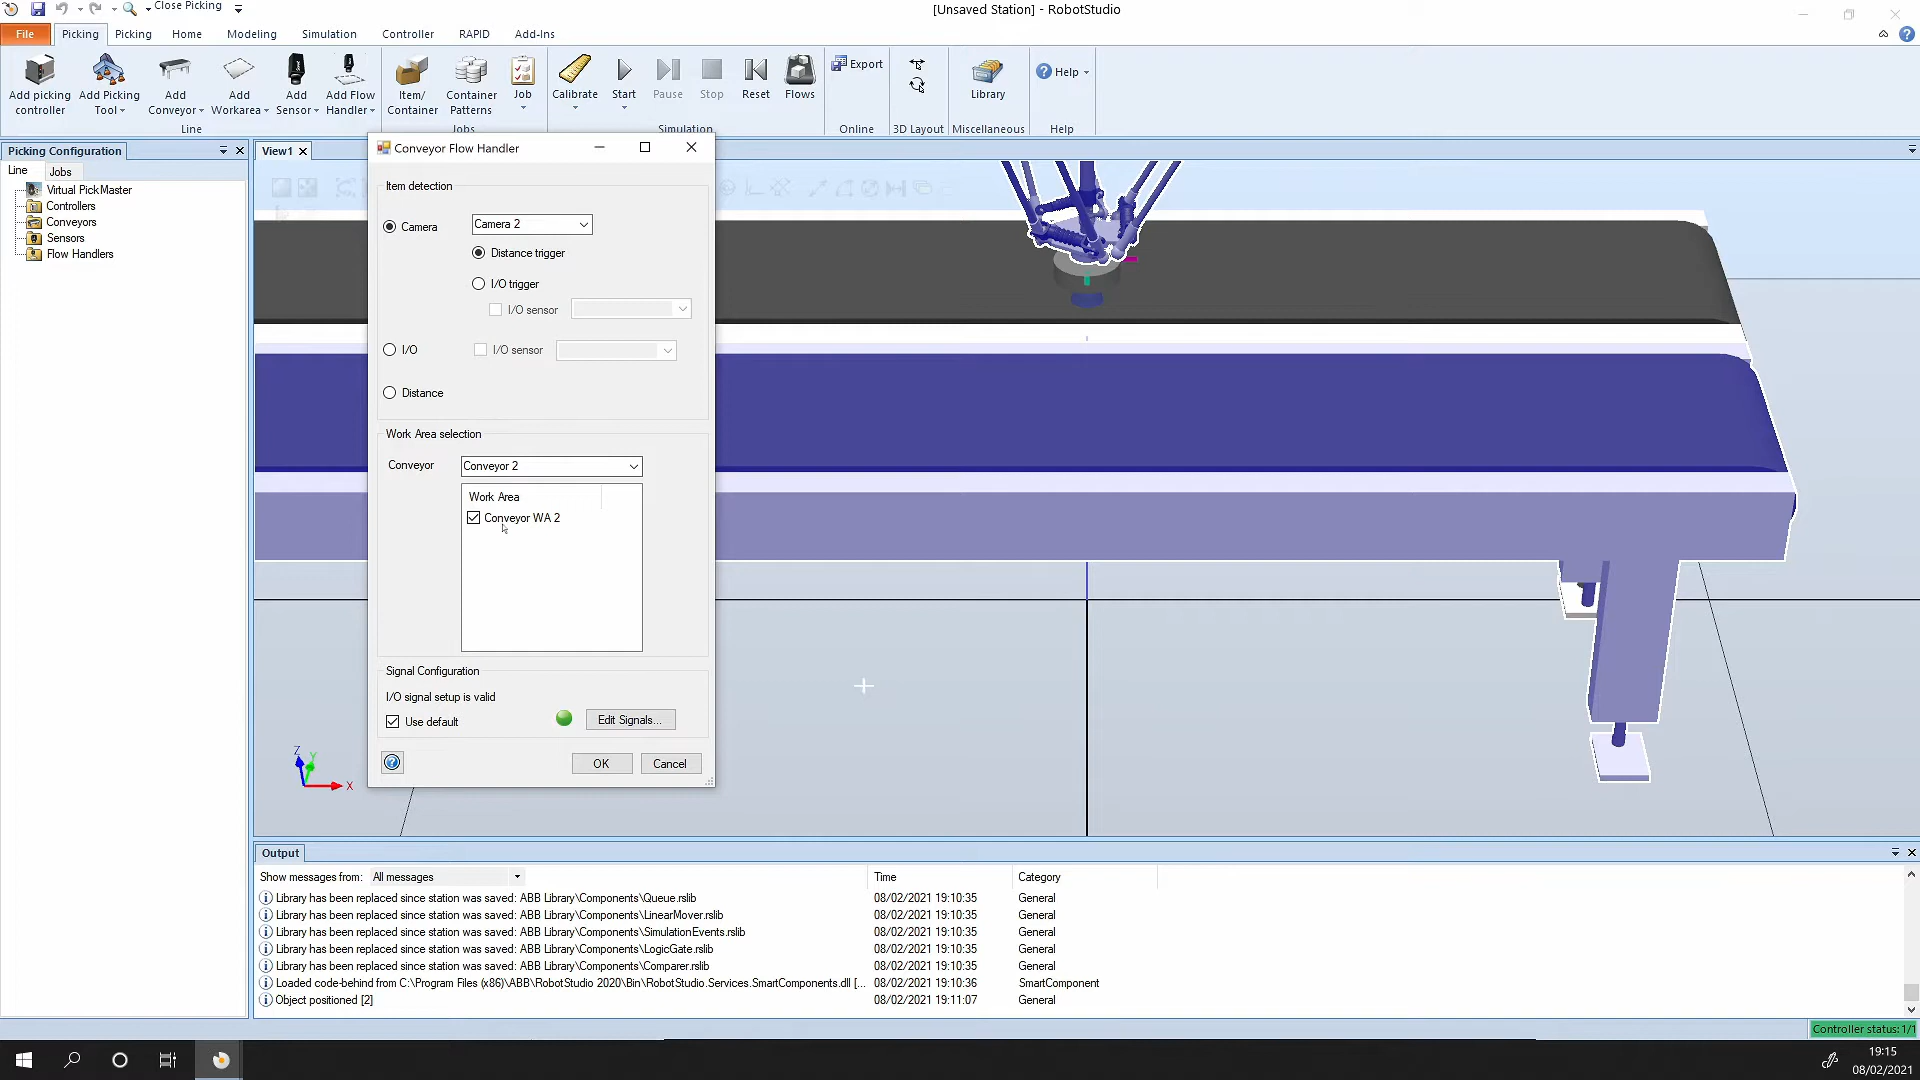 Close Picking
[Unsaved Station] - RobotStudio
File Picking Picking Home Modeling Simulation Controller RAPID Add-Ins
Add picking controller
Add Picking Tool
Add Conveyor
Add Workarea
Add Sensor
Add Flow Handler
Item/ Container
Container Patterns
Job
Calibrate
Start
Pause
Stop
Reset
Flows
Export
Library
Help
Line Jobs Simulation Online 3D Layout Miscellaneous Help
Picking Configuration
Line Jobs
Virtual PickMaster
Controllers
Conveyors
Sensors
Flow Handlers
View1
Conveyor Flow Handler
Item detection
Camera Camera 2
Distance trigger
I/O trigger
I/O sensor
I/O I/O sensor
Distance
Work Area selection
Conveyor Conveyor 2
Work Area
Conveyor WA 2
Signal Configuration
I/O signal setup is valid
Use default Edit Signals...
OK Cancel
Z
Y
X
Output
Show messages from: All messages Time Category
Library has been replaced since station was saved: ABB Library\Components\Queue.rslib 08/02/2021 19:10:35 General
Library has been replaced since station was saved: ABB Library\Components\LinearMover.rslib 08/02/2021 19:10:35 General
Library has been replaced since station was saved: ABB Library\Components\SimulationEvents.rslib 08/02/2021 19:10:35 General
Library has been replaced since station was saved: ABB Library\Components\LogicGate.rslib 08/02/2021 19:10:35 General
Library has been replaced since station was saved: ABB Library\Components\Comparer.rslib 08/02/2021 19:10:35 General
Loaded code-behind from C:\Program Files (x86)\ABB\RobotStudio 2020\Bin\RobotStudio.Services.SmartComponents.dll [... 08/02/2021 19:10:36 SmartComponent
Object positioned [2] 08/02/2021 19:11:07 General
Controller status: 1/1
19:15
08/02/2021